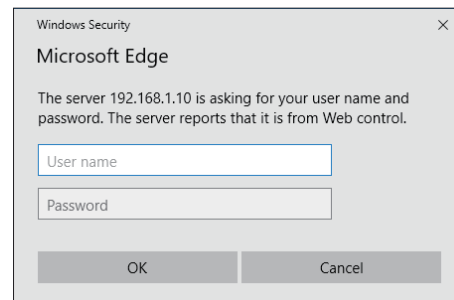 Windows Security
Microsoft Edge
The server 192.168.1.10 is asking for your user name and
password. The server reports that it is from Web control.
User name
Password
OK
Cancel